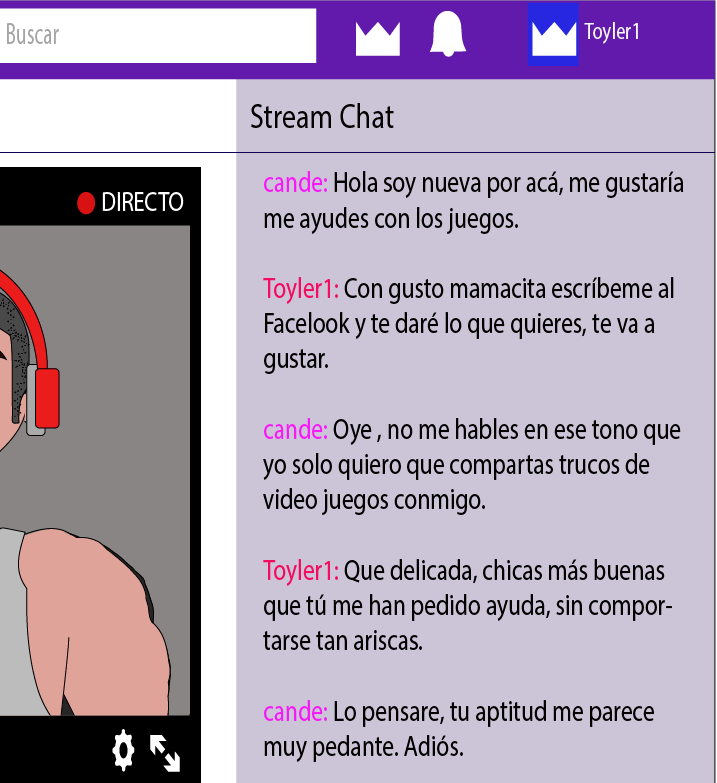 Buscar
Toyler1
Stream Chat
DIRECTO
cande: Hola soy nueva por acá, me gustaría
me ayudes con los juegos.
Toyler1: Con gusto mamacita escríbeme al
Facelook y te daré lo que quieres, te va a
gustar.
cande: Oye , no me hables en ese tono que
yo solo quiero que compartas trucos de
video juegos conmigo.
Toyler1: Que delicada, chicas más buenas
que tú me han pedido ayuda, sin compor-
tarse tan ariscas.
cande: Lo pensare, tu aptitud me parece
muy pedante. Adiós.